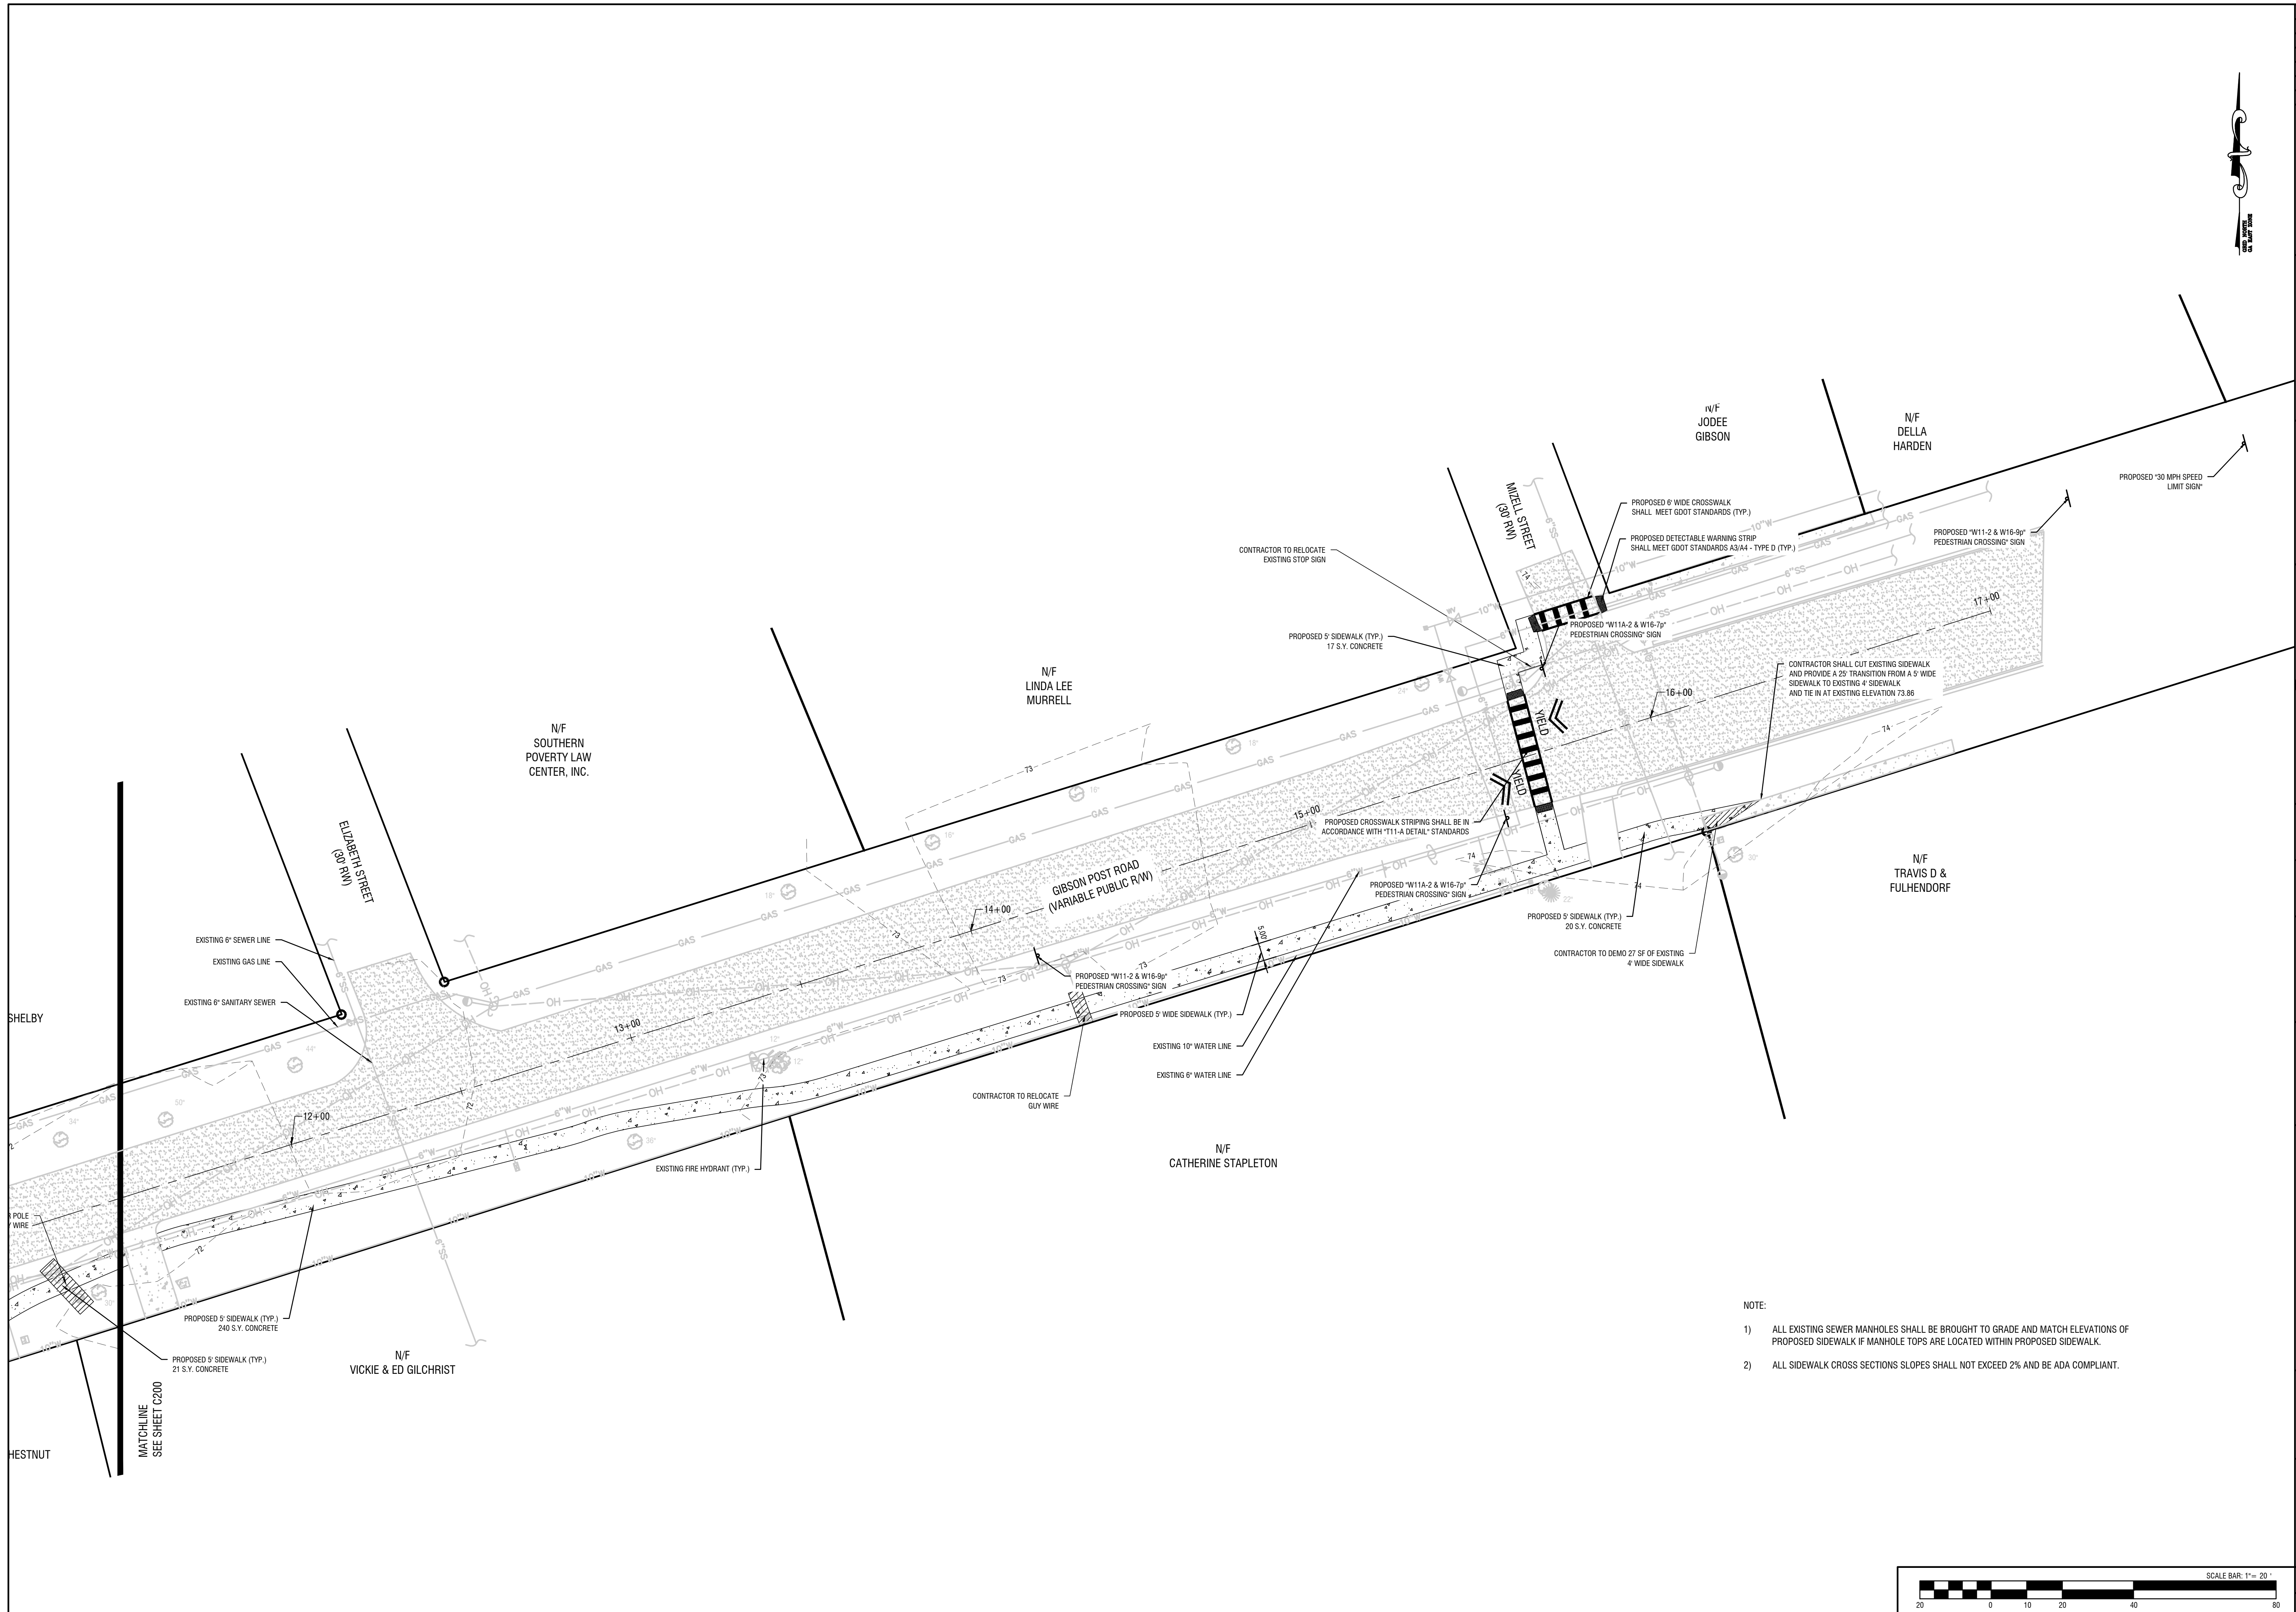 GRID NORTH
GA EAST ZONE
N/F
JODEE
GIBSON
N/F
DELLA
HARDEN
PROPOSED "30 MPH SPEED
LIMIT SIGN"
PROPOSED "W11-2 & W16-9p"
PEDESTRIAN CROSSING" SIGN
MIZELL STREET
(30' RW)
PROPOSED 6' WIDE CROSSWALK
SHALL MEET GDOT STANDARDS (TYP.)
PROPOSED DETECTABLE WARNING STRIP
SHALL MEET GDOT STANDARDS A3/A4 - TYPE D (TYP.)
CONTRACTOR TO RELOCATE
EXISTING STOP SIGN
PROPOSED "W11A-2 & W16-7p"
PEDESTRIAN CROSSING" SIGN
PROPOSED 5' SIDEWALK (TYP.)
17 S.Y. CONCRETE
CONTRACTOR SHALL CUT EXISTING SIDEWALK
AND PROVIDE A 25' TRANSITION FROM A 5' WIDE
SIDEWALK TO EXISTING 4' SIDEWALK
AND TIE IN AT EXISTING ELEVATION 73.86
17+00
16+00
15+00
14+00
13+00
12+00
YIELD
YIELD
N/F
LINDA LEE
MURRELL
N/F
SOUTHERN
POVERTY LAW
CENTER, INC.
ELIZABETH STREET
(30' RW)
GIBSON POST ROAD
(VARIABLE PUBLIC R/W)
PROPOSED CROSSWALK STRIPING SHALL BE IN
ACCORDANCE WITH "T11-A DETAIL" STANDARDS
PROPOSED "W11A-2 & W16-7p"
PEDESTRIAN CROSSING" SIGN
PROPOSED 5' SIDEWALK (TYP.)
20 S.Y. CONCRETE
CONTRACTOR TO DEMO 27 SF OF EXISTING
4' WIDE SIDEWALK
N/F
TRAVIS D &
FULHENDORF
EXISTING 6" SEWER LINE
EXISTING GAS LINE
EXISTING 6" SANITARY SEWER
SHELBY
PROPOSED "W11-2 & W16-9p"
PEDESTRIAN CROSSING" SIGN
5.00'
PROPOSED 5' WIDE SIDEWALK (TYP.)
EXISTING 10" WATER LINE
EXISTING 6" WATER LINE
CONTRACTOR TO RELOCATE
GUY WIRE
N/F
CATHERINE STAPLETON
EXISTING FIRE HYDRANT (TYP.)
R POLE
Y WIRE
PROPOSED 5' SIDEWALK (TYP.)
240 S.Y. CONCRETE
PROPOSED 5' SIDEWALK (TYP.)
21 S.Y. CONCRETE
N/F
VICKIE & ED GILCHRIST
MATCHLINE
SEE SHEET C200
HESTNUT
NOTE:
1) ALL EXISTING SEWER MANHOLES SHALL BE BROUGHT TO GRADE AND MATCH ELEVATIONS OF
PROPOSED SIDEWALK IF MANHOLE TOPS ARE LOCATED WITHIN PROPOSED SIDEWALK.
2) ALL SIDEWALK CROSS SECTIONS SLOPES SHALL NOT EXCEED 2% AND BE ADA COMPLIANT.
SCALE BAR: 1"= 20 '
20 0 10 20 40 80